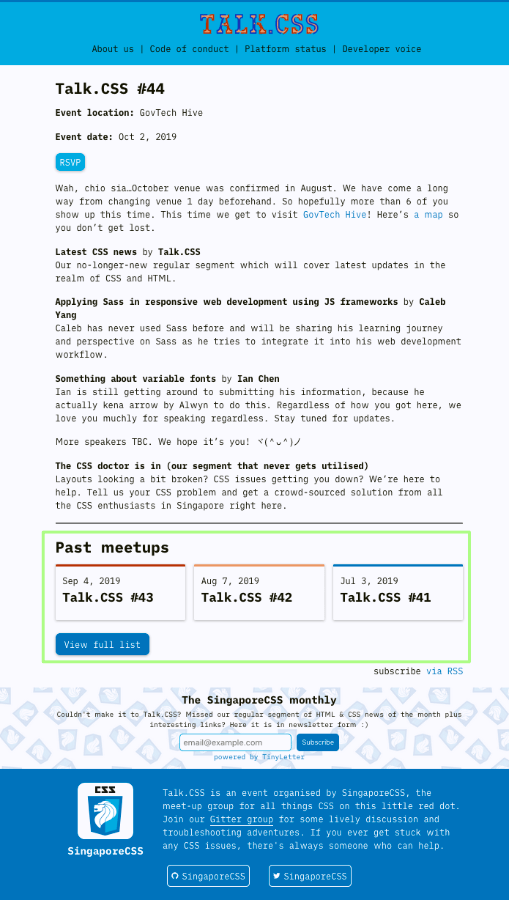 TALK.CSS
About us | Code of conduct | Platform status | Developer voice
Talk.CSS #44
Event location: GovTech Hive
Event date: Oct 2, 2019
RSVP
Wah, chio sia…October venue was confirmed in August. We have come a long
way from changing venue 1 day beforehand. So hopefully more than 6 of you
show up this time. This time we get to visit GovTech Hive! Here’s a map so
you don’t get lost.
Latest CSS news by Talk.CSS
Our no-longer-new regular segment which will cover latest updates in the
realm of CSS and HTML.
Applying Sass in responsive web development using JS frameworks by Caleb
Yang
Caleb has never used Sass before and will be sharing his learning journey
and perspective on Sass as he tries to integrate it into his web development
workflow.
Something about variable fonts by Ian Chen
Ian is still getting around to submitting his information, because he
actually kena arrow by Alwyn to do this. Regardless of how you got here, we
love you muchly for speaking regardless. Stay tuned for updates.
More speakers TBC. We hope it’s you! ヾ(＾ᴗ＾)ノ
The CSS doctor is in (our segment that never gets utilised)
Layouts looking a bit broken? CSS issues getting you down? We’re here to
help. Tell us your CSS problem and get a crowd-sourced solution from all
the CSS enthusiasts in Singapore right here.
Past meetups
Sep 4, 2019
Talk.CSS #43
Aug 7, 2019
Talk.CSS #42
Jul 3, 2019
Talk.CSS #41
View full list
subscribe via RSS
The SingaporeCSS monthly
Couldn't make it to Talk.CSS? Missed our regular segment of HTML & CSS news of the month plus
interesting links? Here it is in newsletter form :)
email@example.com
Subscribe
powered by TinyLetter
CSS
SingaporeCSS
Talk.CSS is an event organised by SingaporeCSS, the
meet-up group for all things CSS on this little red dot.
Join our Gitter group for some lively discussion and
troubleshooting adventures. If you ever get stuck with
any CSS issues, there's always someone who can help.
SingaporeCSS
SingaporeCSS